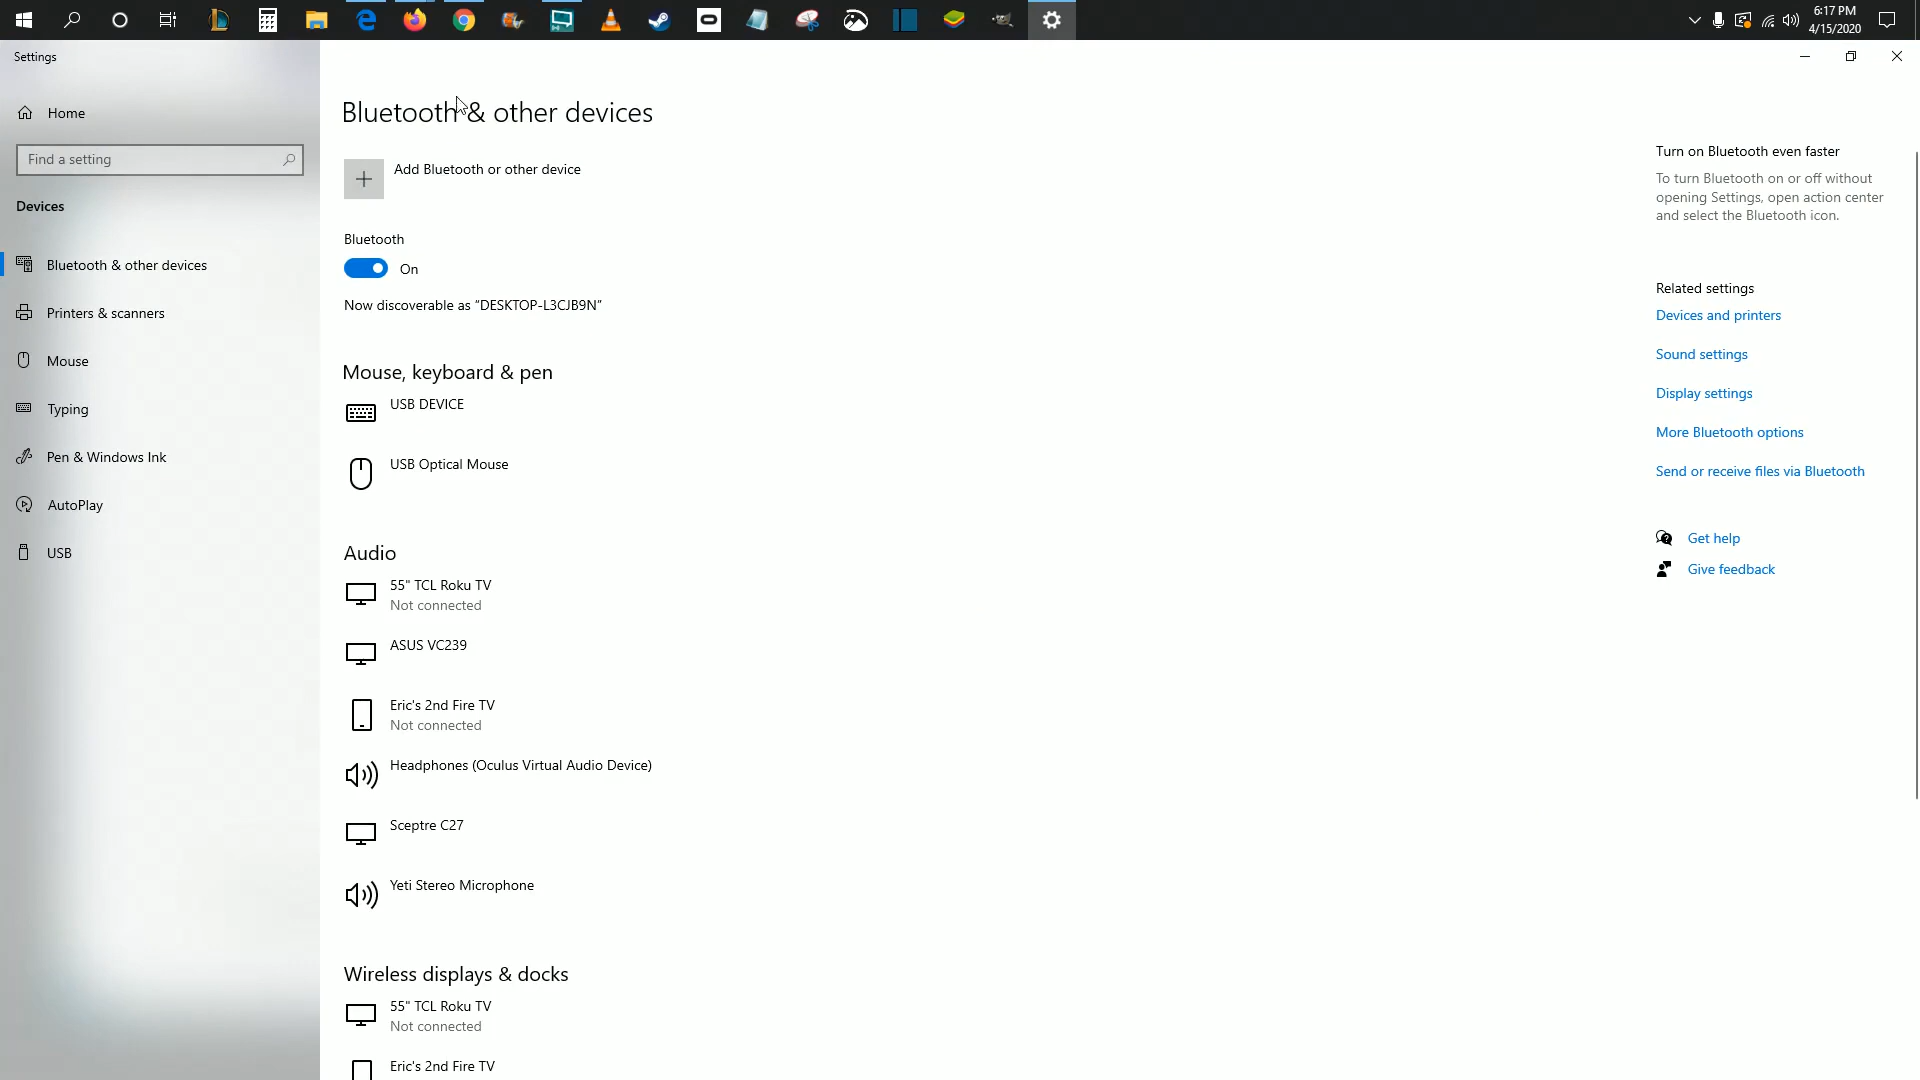 6:17 PM
4/15/2020
Settings
Home
Find a setting
Devices
Bluetooth & other devices
Printers & scanners
Mouse
Typing
Pen & Windows Ink
AutoPlay
USB
Bluetooth & other devices
Add Bluetooth or other device
Bluetooth
On
Now discoverable as “DESKTOP-L3CJB9N”
Mouse, keyboard & pen
USB DEVICE
USB Optical Mouse
Audio
55" TCL Roku TV
Not connected
ASUS VC239
Eric's 2nd Fire TV
Not connected
Headphones (Oculus Virtual Audio Device)
Sceptre C27
Yeti Stereo Microphone
Wireless displays & docks
55" TCL Roku TV
Not connected
Eric's 2nd Fire TV
Turn on Bluetooth even faster
To turn Bluetooth on or off without
opening Settings, open action center
and select the Bluetooth icon.
Related settings
Devices and printers
Sound settings
Display settings
More Bluetooth options
Send or receive files via Bluetooth
Get help
Give feedback